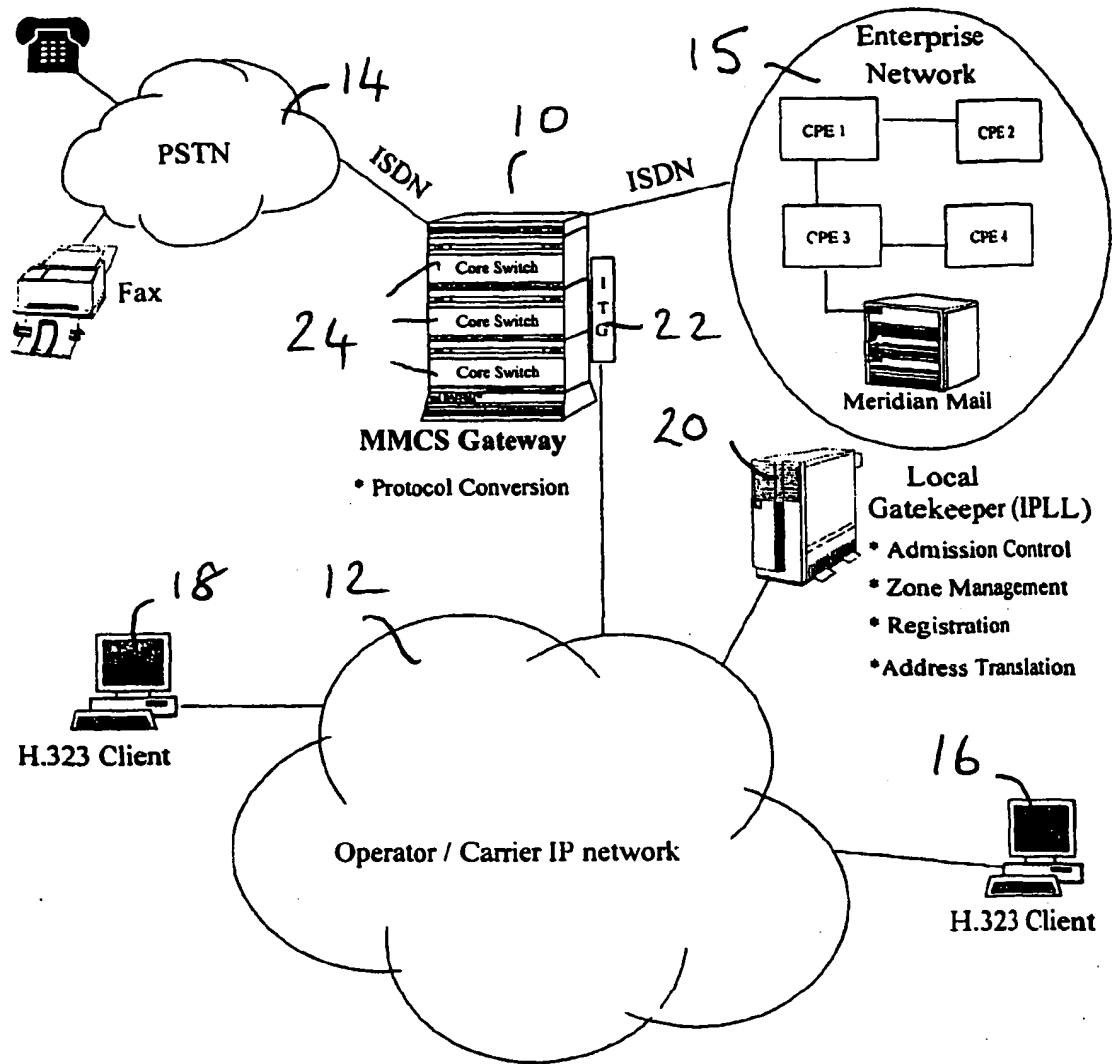 Enterprise
Network
15
CPE 1
CPE 2
CPE 3
CPE 4
Meridian Mail
14
PSTN
ISDN
10
ISDN
Fax
Core Switch
Core Switch
Core Switch
24
I
T
G
22
MMCS Gateway
* Protocol Conversion
20
Local
Gatekeeper (IPLL)
* Admission Control
* Zone Management
* Registration
*Address Translation
18
12
H.323 Client
Operator / Carrier IP network
16
H.323 Client